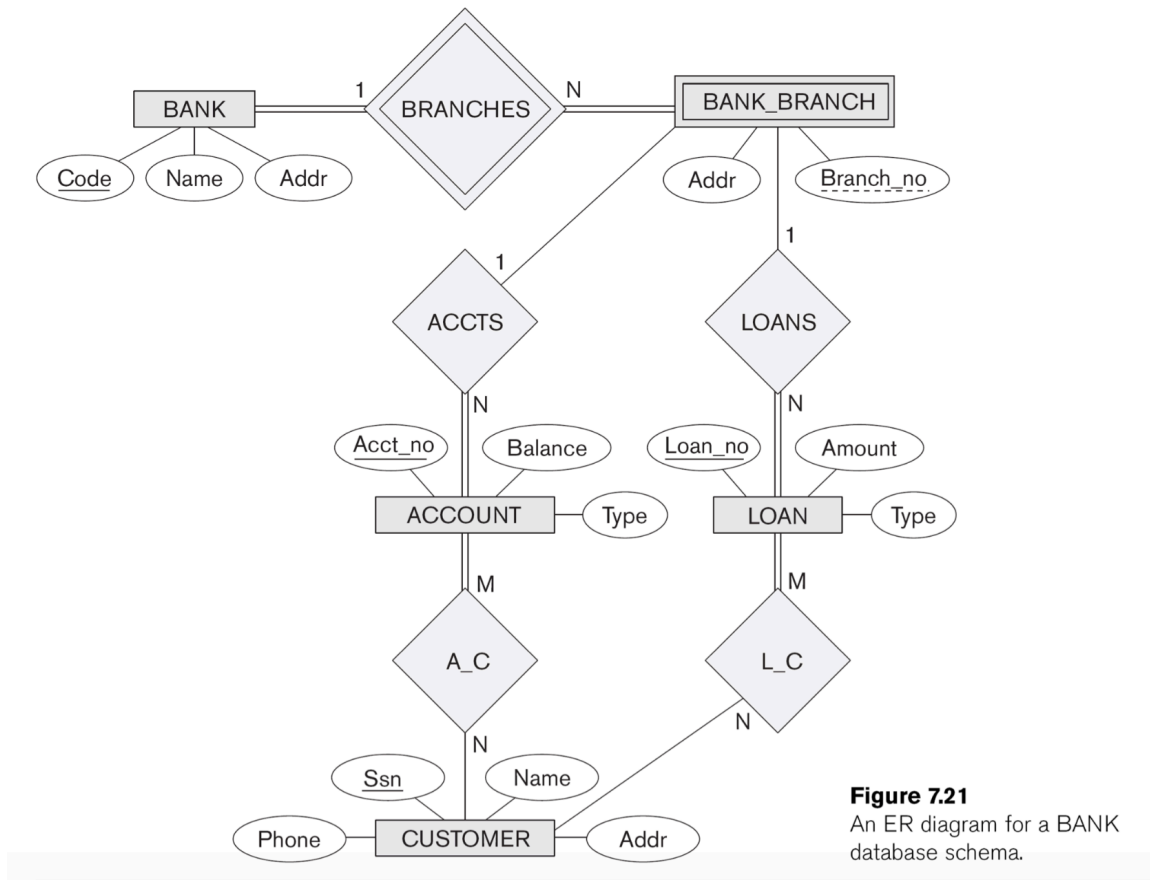 1
BRANCHES
N
BANK
BANK_BRANCH
Code
Name
Addr
Addr
Branch_no
1
1
ACCTS
LOANS
N
N
Acct_no
Balance
Loan_no
Amount
ACCOUNT
Type
LOAN
Type
M
M
A_C
L_C
N
N
Ssn
Name
Phone
CUSTOMER
Addr
Figure 7.21
An ER diagram for a BANK
database schema.